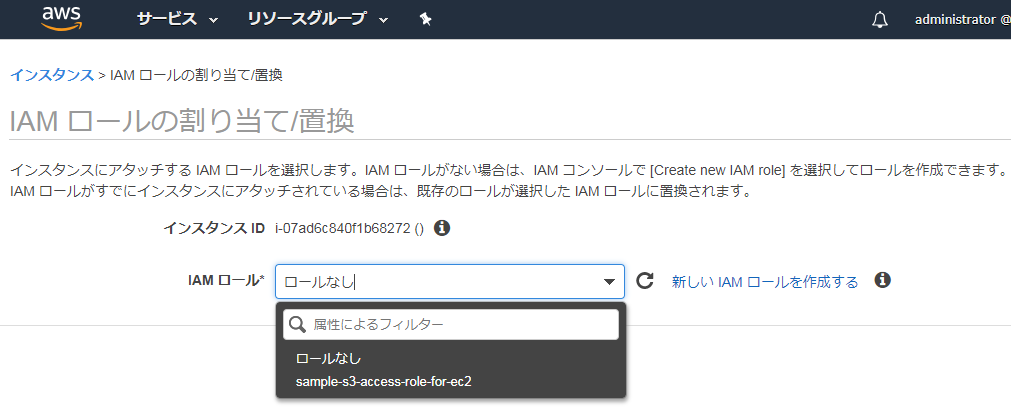 aws サービス リソースグループ administrator @
インスタンス > IAM ロールの割り当て/置換
IAM ロールの割り当て/置換
インスタンスにアタッチする IAM ロールを選択します。IAM ロールがない場合は、IAM コンソールで [Create new IAM role] を選択してロールを作成できます。
IAM ロールがすでにインスタンスにアタッチされている場合は、既存のロールが選択した IAM ロールに置換されます。
インスタンス ID i-07ad6c840f1b68272 ()
IAM ロール* ロールなし 新しい IAM ロールを作成する
属性によるフィルター
ロールなし
sample-s3-access-role-for-ec2